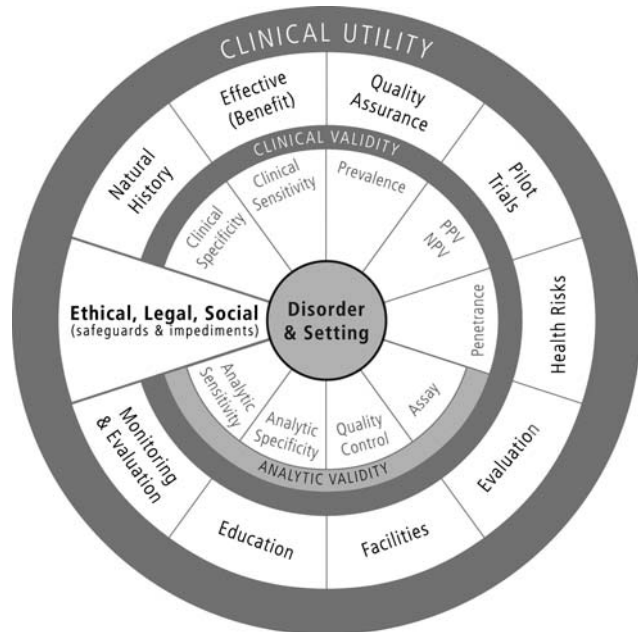 CLINICAL UTILITY
Effective
(Benefit)
Quality
Assurance
Natural
History
Pilot
Trials
CLINICAL VALIDITY
Clinical
Specificity
Clinical
Sensitivity
Prevalence
PPV
NPV
Ethical, Legal, Social
(safeguards & impediments)
Disorder
& Setting
Penetrance
Health Risks
Analytic
Sensitivity
Analytic
Specificity
Quality
Control
Assay
ANALYTIC VALIDITY
Monitoring
& Evaluation
Education
Facilities
Evaluation